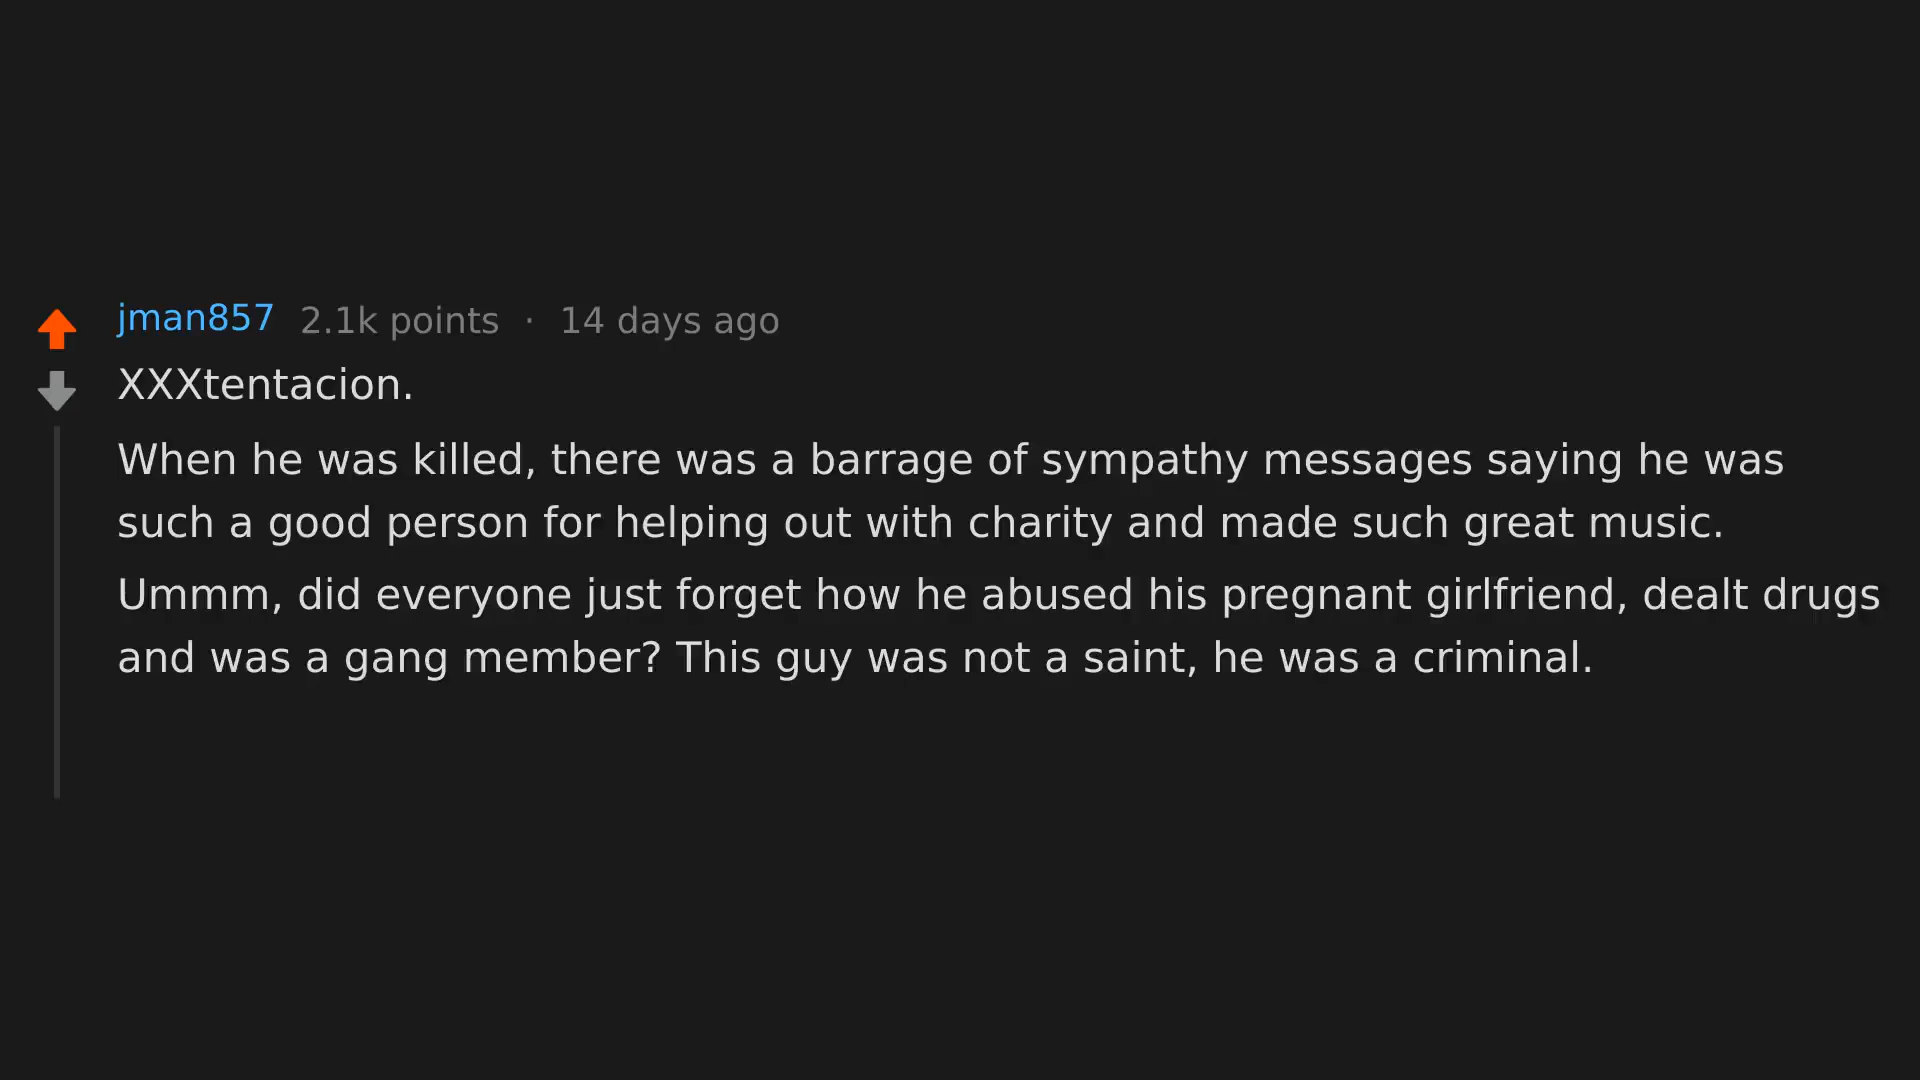 jman857 2.1k points · 14 days ago
XXXtentacion.
When he was killed, there was a barrage of sympathy messages saying he was
such a good person for helping out with charity and made such great music.
Ummm, did everyone just forget how he abused his pregnant girlfriend, dealt drugs
and was a gang member? This guy was not a saint, he was a criminal.